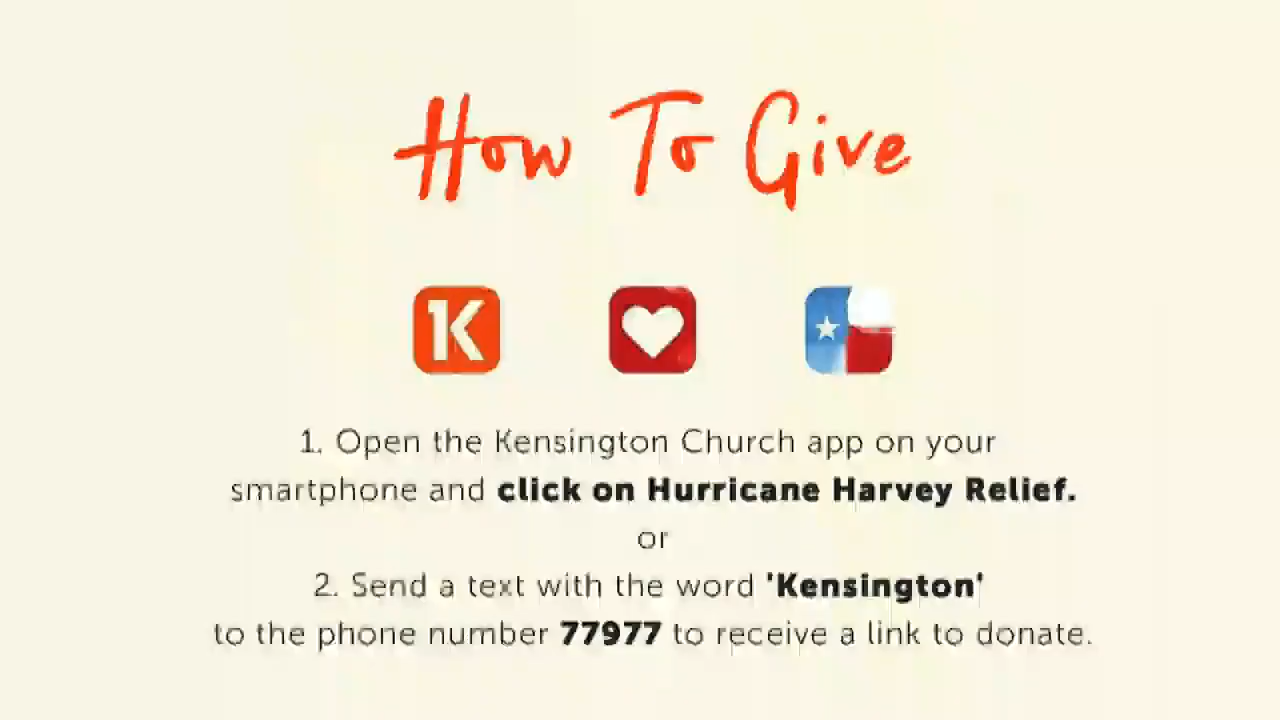 How To Give
K
1. Open the Kensington Church app on your
smartphone and click on Hurricane Harvey Relief.
or
2. Send a text with the word 'Kensington'
to the phone number 77977 to receive a link to donate.